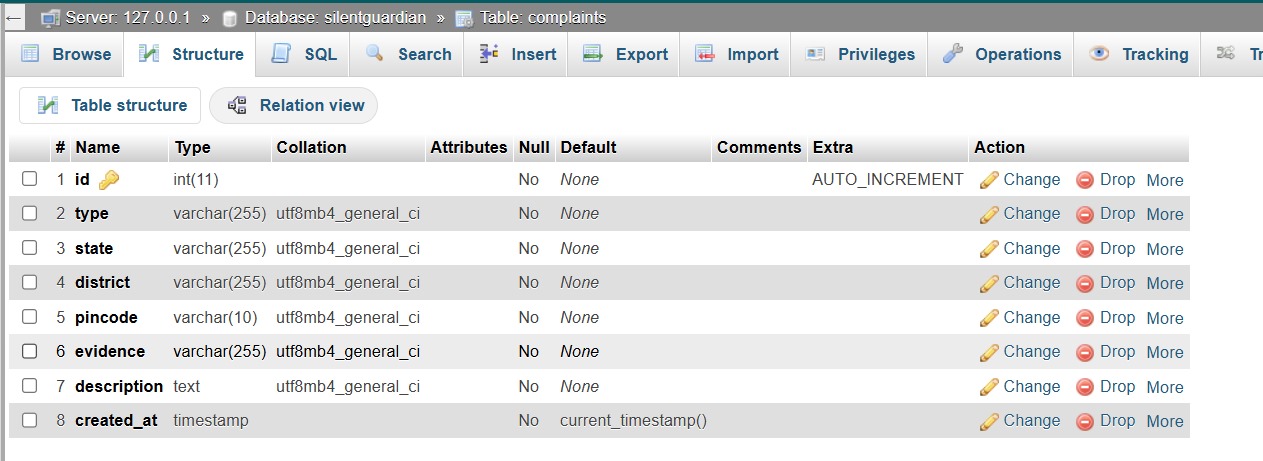 Server: 127.0.0.1 » Database: silentguardian » Table: complaints
Browse Structure SQL Search Insert Export Import Privileges Operations Tracking Tr
Table structure Relation view
# Name Type Collation Attributes Null Default Comments Extra Action
1 id int(11) No None AUTO_INCREMENT Change Drop More
2 type varchar(255) utf8mb4_general_ci No None Change Drop More
3 state varchar(255) utf8mb4_general_ci No None Change Drop More
4 district varchar(255) utf8mb4_general_ci No None Change Drop More
5 pincode varchar(10) utf8mb4_general_ci No None Change Drop More
6 evidence varchar(255) utf8mb4_general_ci No None Change Drop More
7 description text utf8mb4_general_ci No None Change Drop More
8 created_at timestamp No current_timestamp() Change Drop More